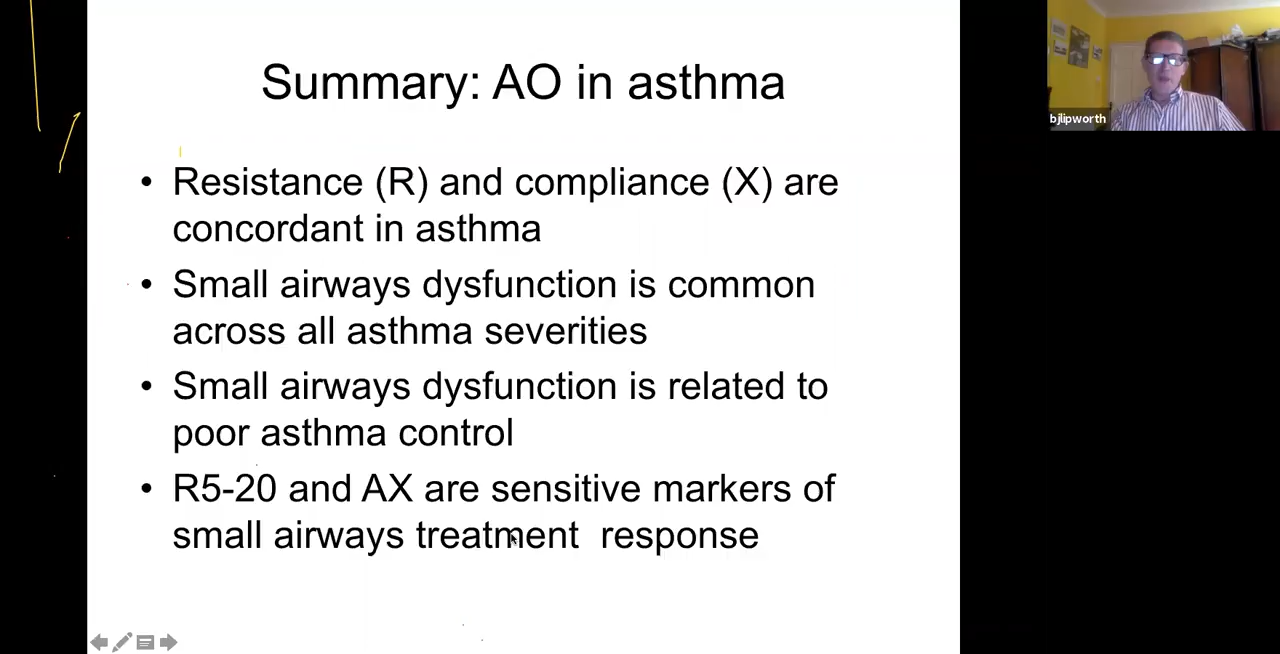 Summary: AO in asthma
bjlipworth
• Resistance (R) and compliance (X) are
concordant in asthma
• Small airways dysfunction is common
across all asthma severities
• Small airways dysfunction is related to
poor asthma control
• R5-20 and AX are sensitive markers of
small airways treatment  response